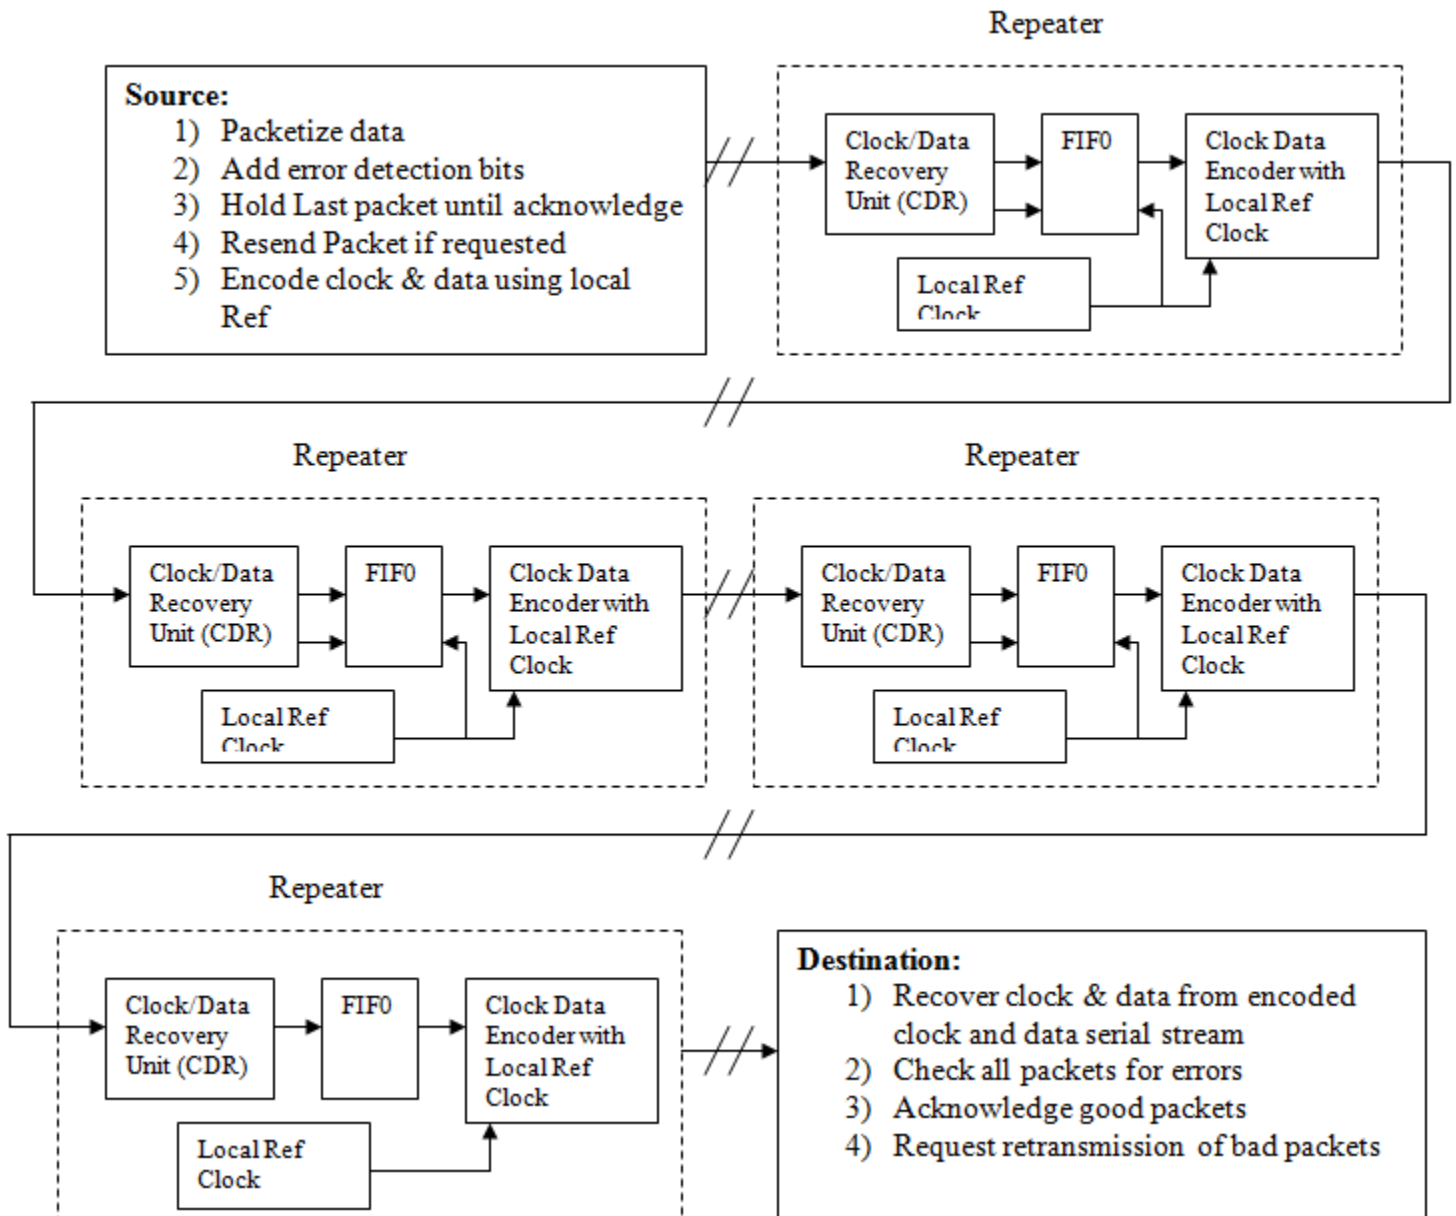 Repeater
Source:
1) Packetize data
2) Add error detection bits
3) Hold Last packet until acknowledge
4) Resend Packet if requested
5) Encode clock & data using local
Ref
Clock/Data
Recovery
Unit (CDR)
FIF0
Clock Data
Encoder with
Local Ref
Clock
Local Ref
Clock
Repeater
Clock/Data
Recovery
Unit (CDR)
FIF0
Clock Data
Encoder with
Local Ref
Clock
Local Ref
Clock
Repeater
Clock/Data
Recovery
Unit (CDR)
FIF0
Clock Data
Encoder with
Local Ref
Clock
Local Ref
Clock
Repeater
Clock/Data
Recovery
Unit (CDR)
FIF0
Clock Data
Encoder with
Local Ref
Clock
Local Ref
Clock
Destination:
1) Recover clock & data from encoded
clock and data serial stream
2) Check all packets for errors
3) Acknowledge good packets
4) Request retransmission of bad packets